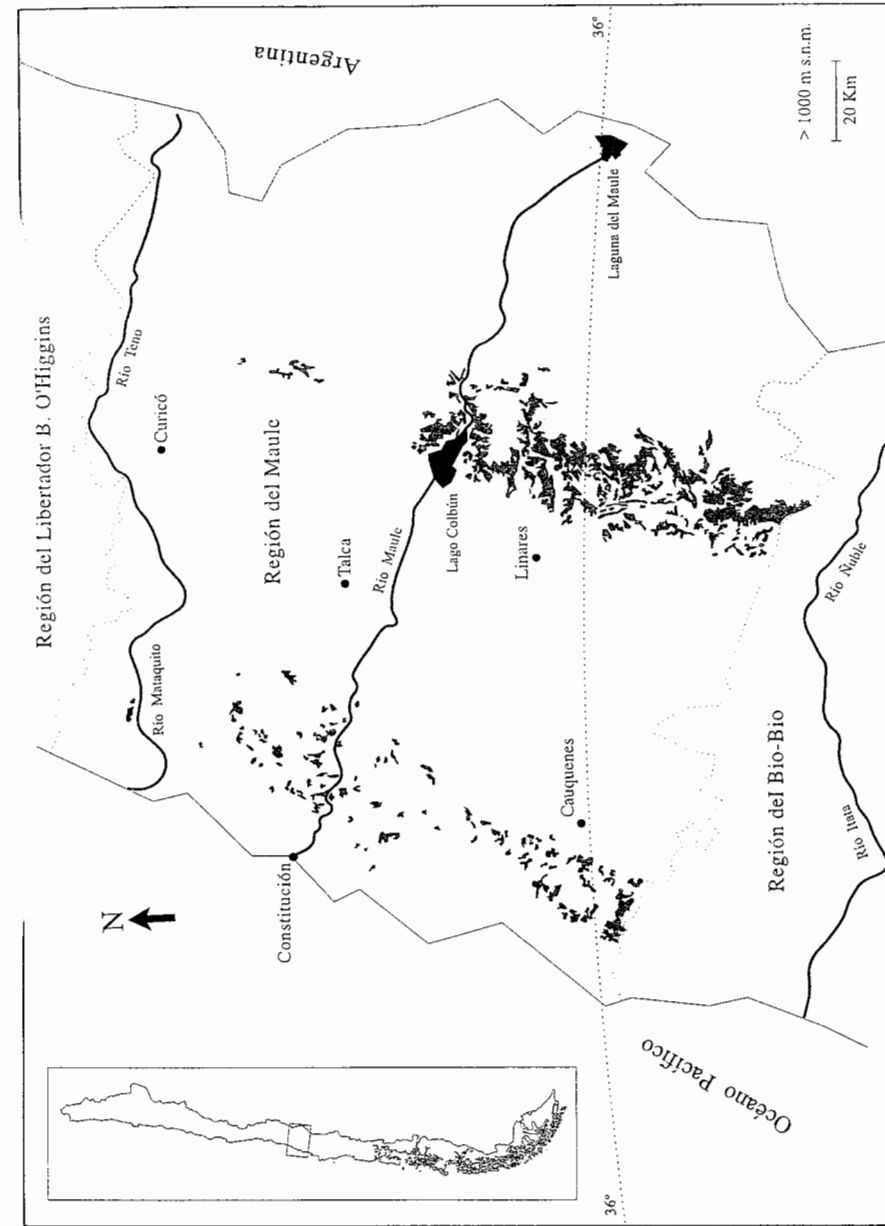 Región del Libertador B. O'Higgins
Argentina
Río Teno
Curicó
Río Mataquito
Región del Maule
Talca
Río Maule
Constitución
N
Lago Colbún
Linares
Laguna del Maule
36°
Cauquenes
Región del Bio-Bio
Río Ñuble
Río Itata
Océano Pacífico
36°
> 1000 m s.n.m.
20 Km